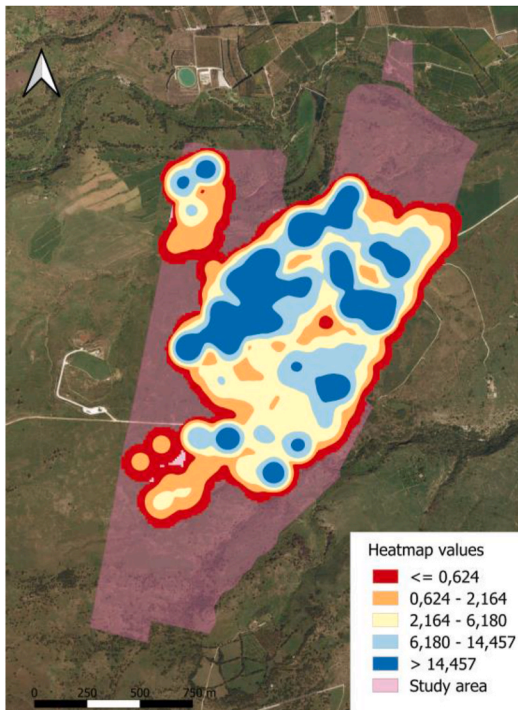 Heatmap values
<= 0,624
0,624 - 2,164
2,164 - 6,180
6,180 - 14,457
> 14,457
Study area
0 250 500 750 m